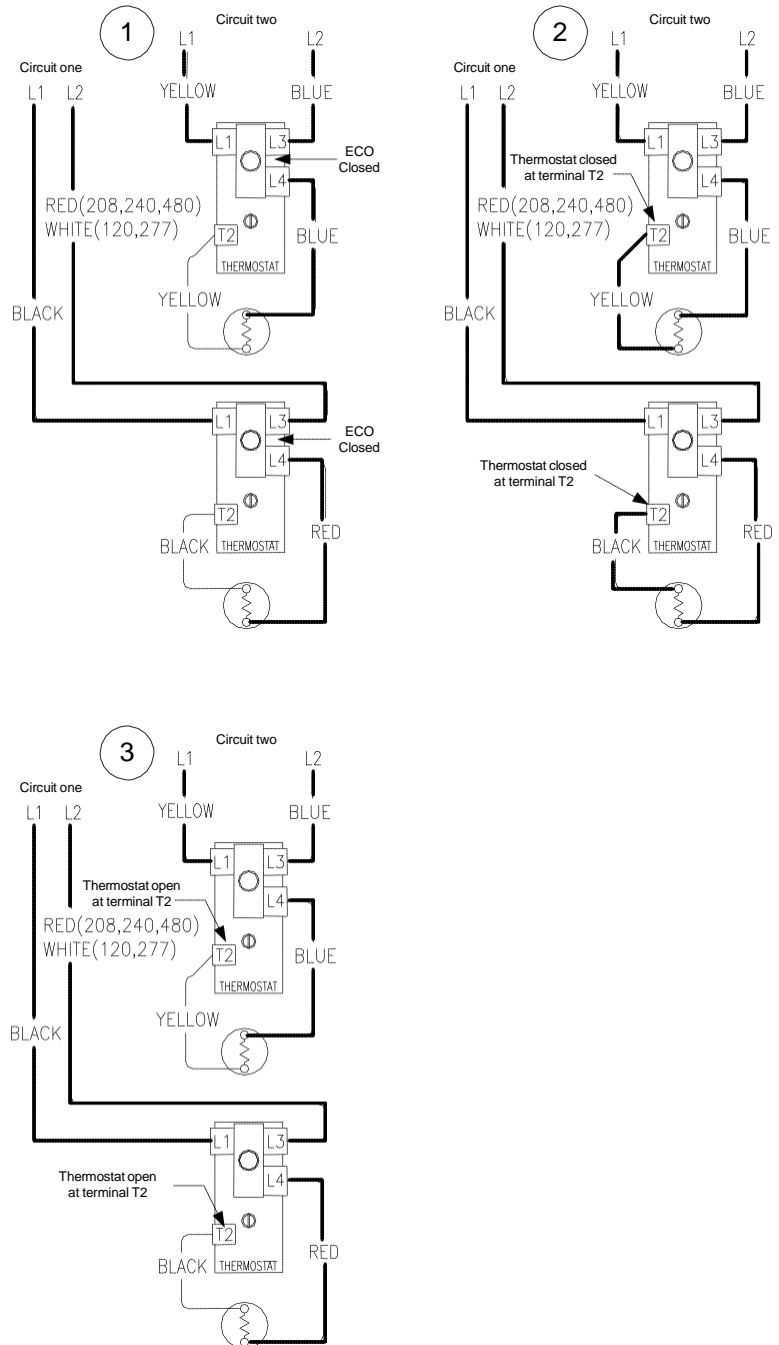 1
Circuit two
L1 L2
Circuit one
L1 L2
YELLOW BLUE
L1 L3
ECO
Closed
L4
RED(208,240,480)
WHITE(120,277)
T2
BLUE
THERMOSTAT
YELLOW
BLACK
L1 L3
ECO
Closed
L4
T2
RED
BLACK
THERMOSTAT
2
Circuit two
L1 L2
Circuit one
L1 L2
YELLOW BLUE
L1 L3
Thermostat closed
at terminal T2
L4
RED(208,240,480)
WHITE(120,277)
T2
BLUE
THERMOSTAT
YELLOW
BLACK
L1 L3
L4
Thermostat closed
at terminal T2
T2
RED
BLACK
THERMOSTAT
3
Circuit two
L1 L2
Circuit one
L1 L2
YELLOW BLUE
L1 L3
Thermostat open
at terminal T2
L4
RED(208,240,480)
WHITE(120,277)
T2
BLUE
THERMOSTAT
YELLOW
BLACK
L1 L3
Thermostat open
at terminal T2
L4
T2
RED
BLACK
THERMOSTAT